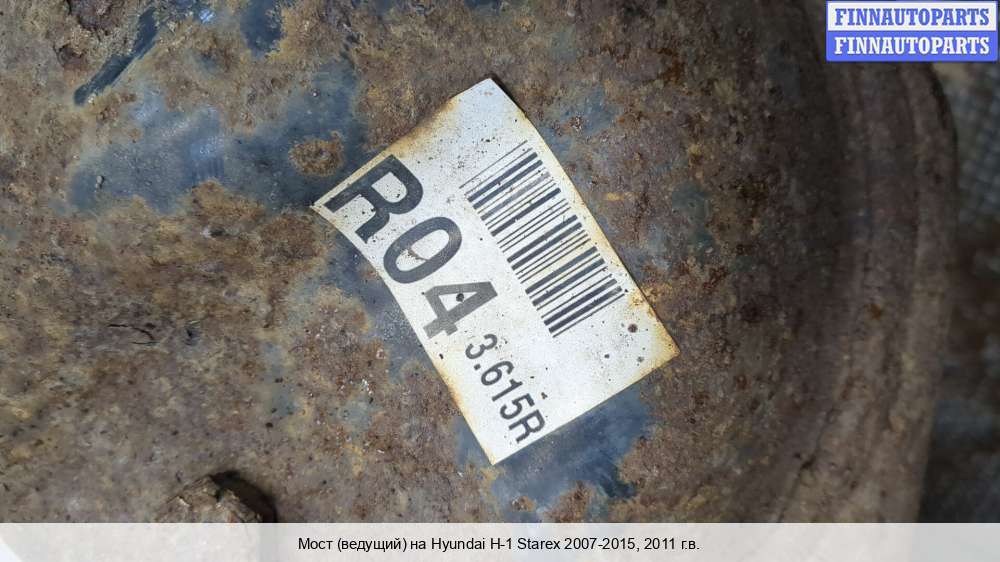 FINNAUTOPARTS
FINNAUTOPARTS
R04
3.615R
Мост (ведущий) на Hyundai H-1 Starex 2007-2015, 2011 г.в.